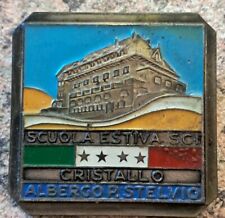 SCUOLA ESTIVA SCI
CRISTALLO
ALBERGO P. STELVIO